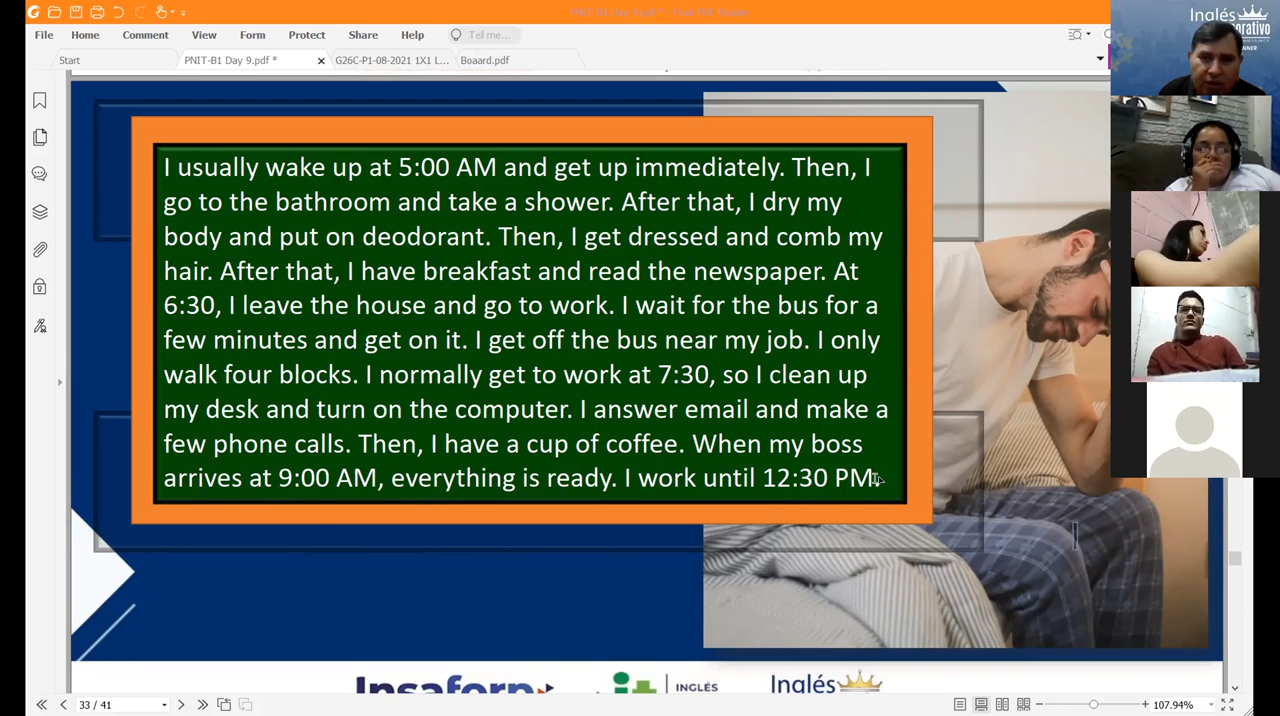 File Home Comment View Form Protect Share Help Tell me...
Start PNIT-B1 Day 9.pdf * G26C-P1-08-2021 1X1 L... Boaard.pdf
Inglés
orativo
NNER
I usually wake up at 5:00 AM and get up immediately. Then, I
go to the bathroom and take a shower. After that, I dry my
body and put on deodorant. Then, I get dressed and comb my
hair. After that, I have breakfast and read the newspaper. At
6:30, I leave the house and go to work. I wait for the bus for a
few minutes and get on it. I get off the bus near my job. I only
walk four blocks. I normally get to work at 7:30, so I clean up
my desk and turn on the computer. I answer email and make a
few phone calls. Then, I have a cup of coffee. When my boss
arrives at 9:00 AM, everything is ready. I work until 12:30 PM.
Insaforp it INGLÉS Inglés
33 / 41 107.94%